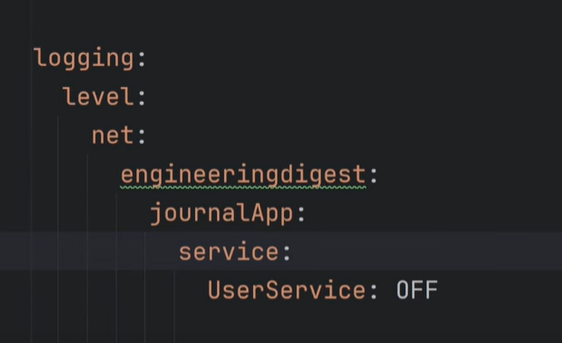 logging:
  level:
    net:
      engineeringdigest:
        journalApp:
          service:
            UserService: OFF